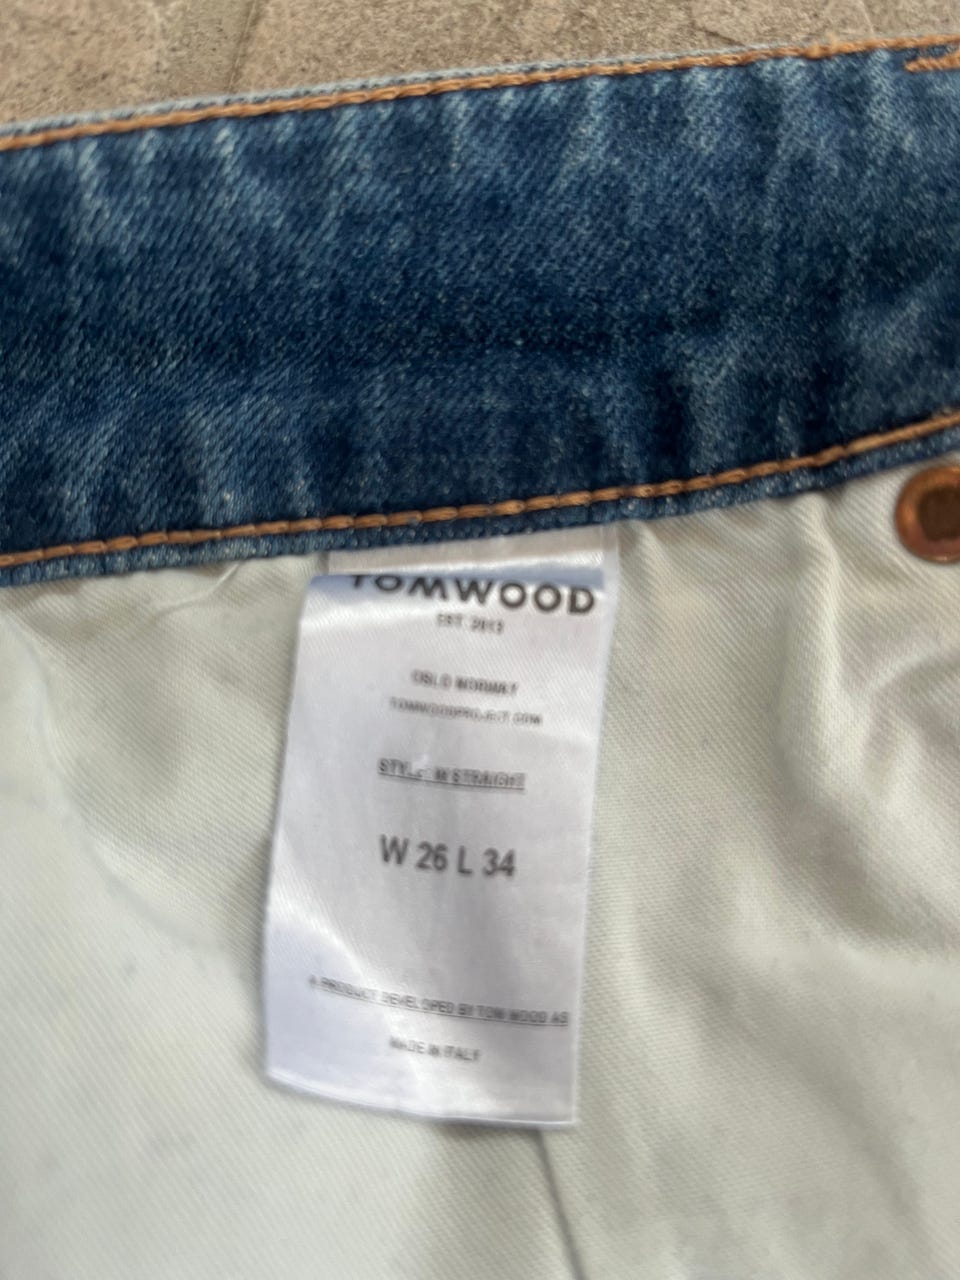 TOMWOOD
EST. 2013
OSLO NORWAY
TOMWOODPROJECT.COM
STYLE: W STRAIGHT
W 26 L 34
A PRODUCT DEVELOPED BY TOM WOOD AS
MADE IN ITALY